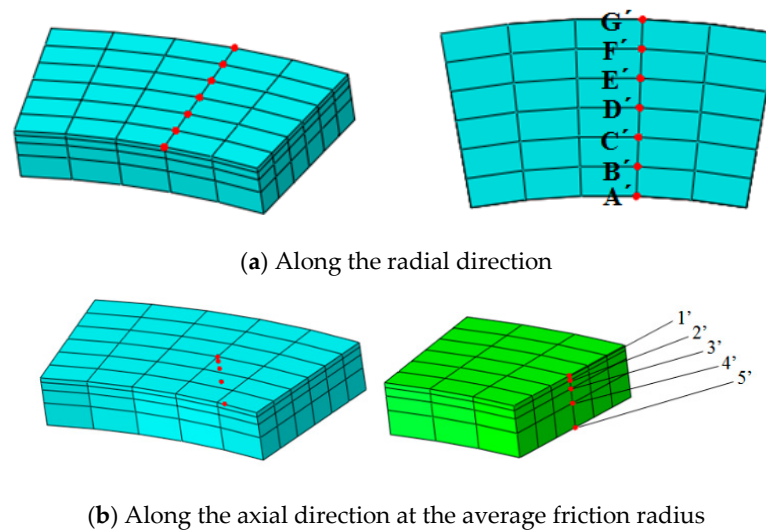 G´
F´
E´
D´
C´
B´
A´
(a) Along the radial direction
1’
2’
3’
4’
5’
(b) Along the axial direction at the average friction radius